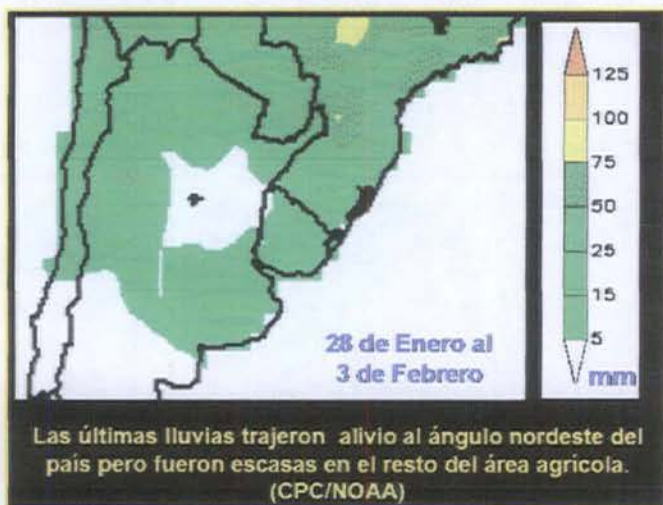 125
100
75
50
25
15
5
mm
28 de Enero al
3 de Febrero
Las últimas lluvias trajeron alivio al ángulo nordeste del
país pero fueron escasas en el resto del área agrícola.
(CPC/NOAA)